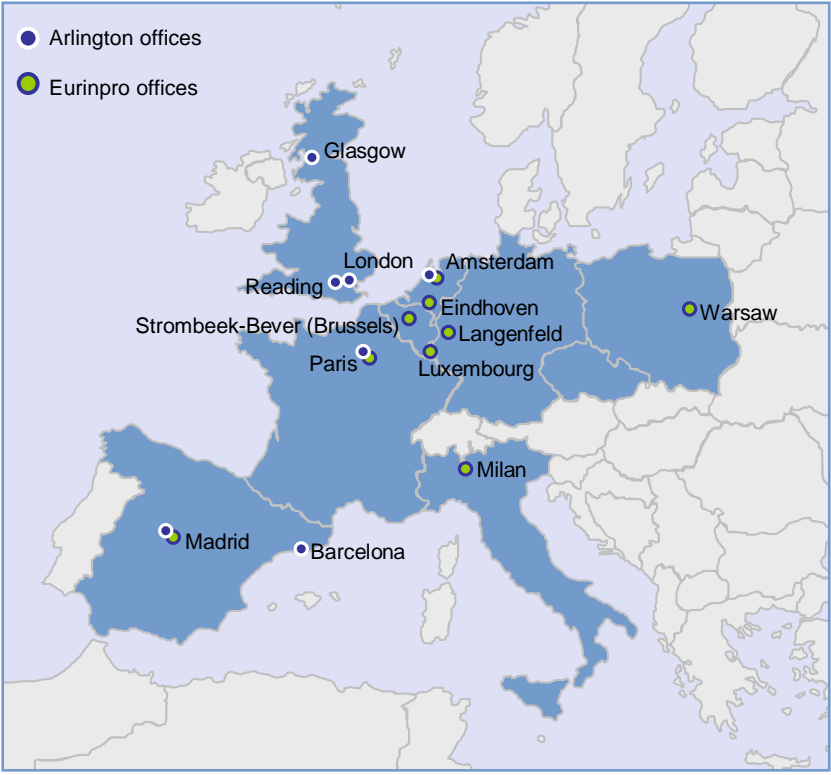 Arlington offices
Eurinpro offices
Glasgow
London
Amsterdam
Reading
Eindhoven
Warsaw
Strombeek-Bever (Brussels)
Langenfeld
Paris
Luxembourg
Milan
Madrid
Barcelona